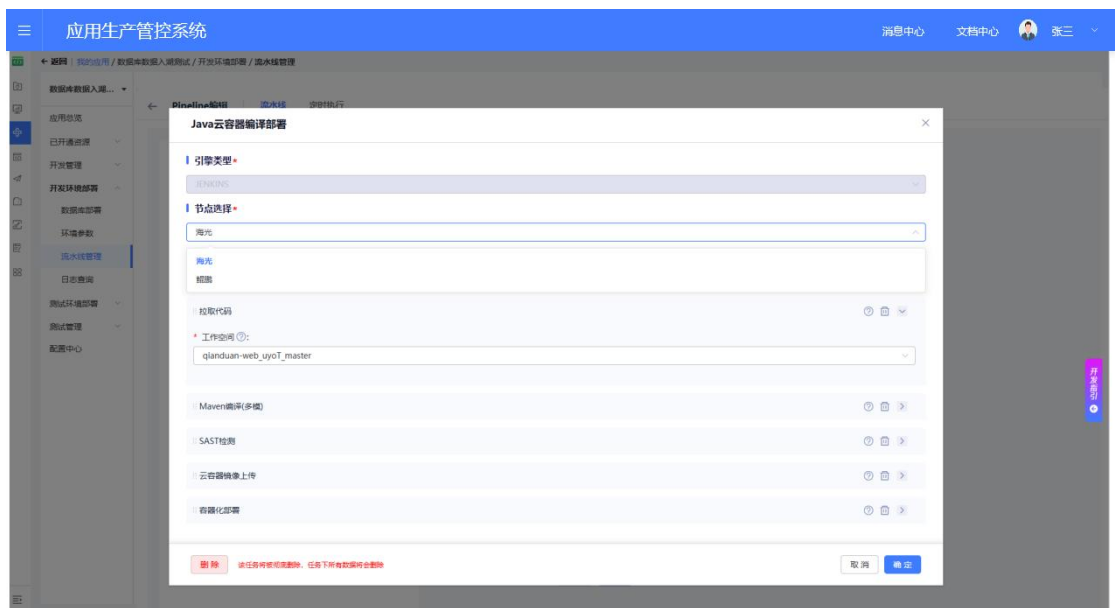 应用生产管控系统
消息中心
文档中心
张三
← 返回 | 我的应用 / 数据库数据入湖测试 / 开发环境部署 / 流水线管理
数据库数据入湖...
应用总览
已开通资源
开发管理
开发环境部署
数据库部署
环境参数
流水线管理
日志查询
测试环境部署
测试管理
配置中心
← Pipeline编辑
流水线
定时执行
Java云容器编译部署
引擎类型*
JENKINS
节点选择*
海光
海光
鲲鹏
拉取代码
* 工作空间?:
qianduan-web_uyoT_master
Maven编译(多模)
SAST检测
云容器镜像上传
容器化部署
删 除
该任务将被彻底删除，任务下所有数据将会删除
取 消
确 定
开发指引